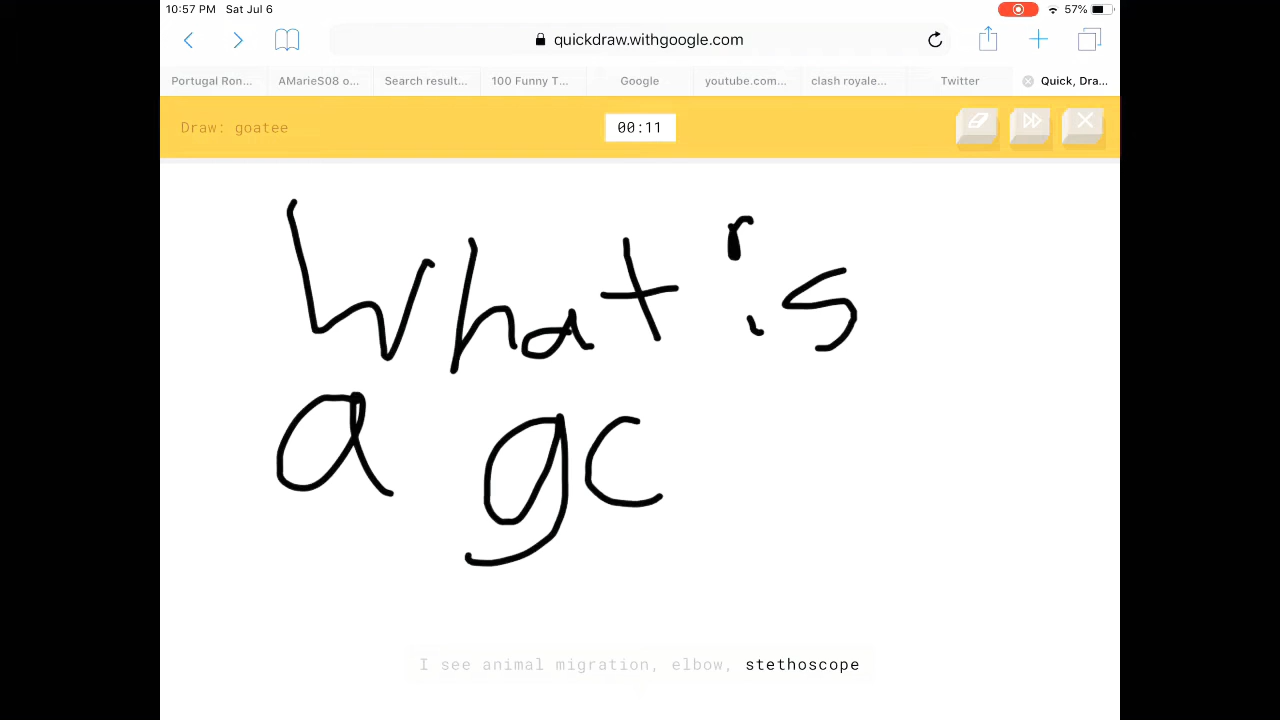 10:57 PM Sat Jul 6 57%
quickdraw.withgoogle.com
Portugal Ron... AMarieS08 o... Search result... 100 Funny T... Google youtube.com... clash royale... Twitter Quick, Dra...
Draw: goatee 00:11
What is
a gc
I see animal migration, elbow, stethoscope